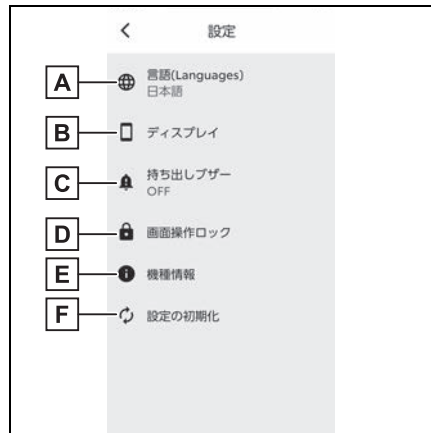 設定
A
言語(Languages)
日本語
B
ディスプレイ
C
持ち出しブザー
OFF
D
画面操作ロック
E
機種情報
F
設定の初期化